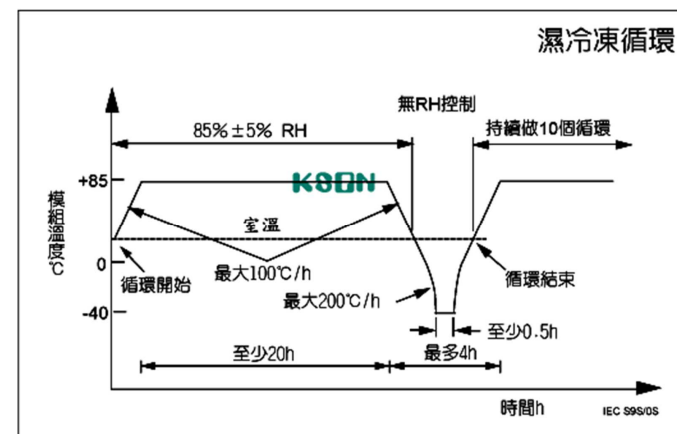 濕冷凍循環
無RH控制
85%±5% RH
持續做10個循環
+85
KSON
模組溫度℃
室溫
0
循環開始
最大100℃/h
最大200℃/h
循環結束
-40
至少0.5h
至少20h
最多4h
時間h
IEC S9S/0S